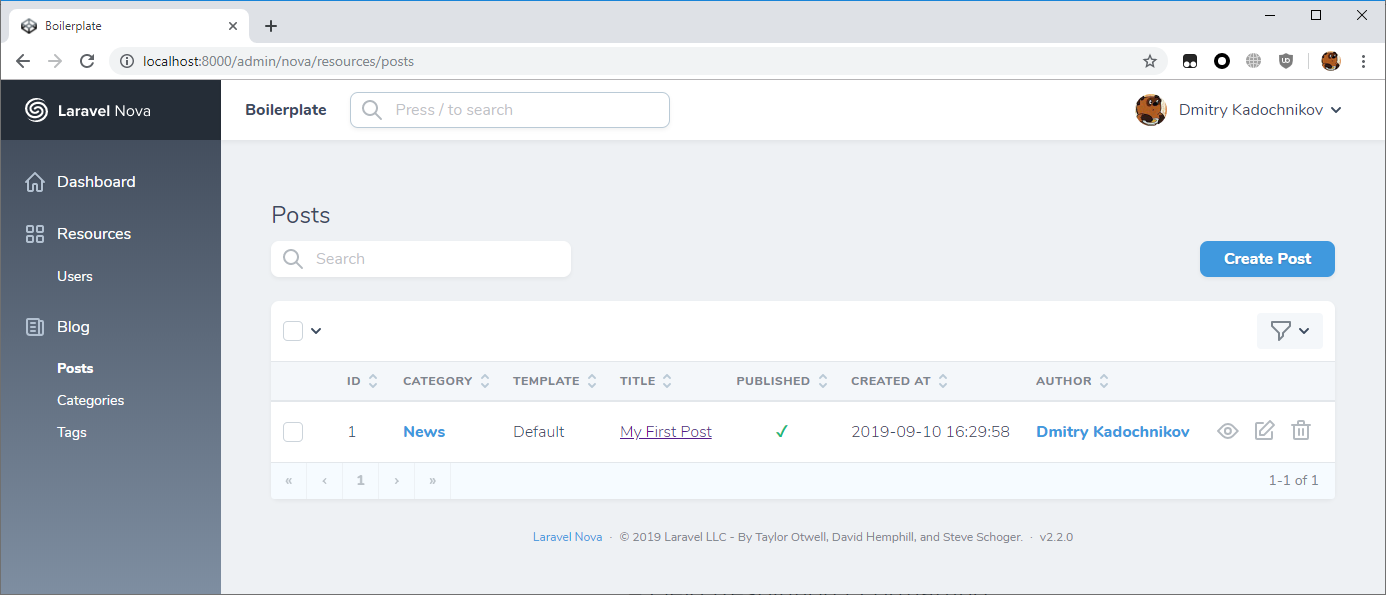 Boilerplate
localhost:8000/admin/nova/resources/posts
Laravel Nova
Boilerplate
Press / to search
Dmitry Kadochnikov
Dashboard
Resources
Users
Blog
Posts
Categories
Tags
Posts
Search
Create Post
ID CATEGORY TEMPLATE TITLE PUBLISHED CREATED AT AUTHOR
1 News Default My First Post ✓ 2019-09-10 16:29:58 Dmitry Kadochnikov
« ‹ 1 › » 1-1 of 1
Laravel Nova · © 2019 Laravel LLC - By Taylor Otwell, David Hemphill, and Steve Schoger. · v2.2.0